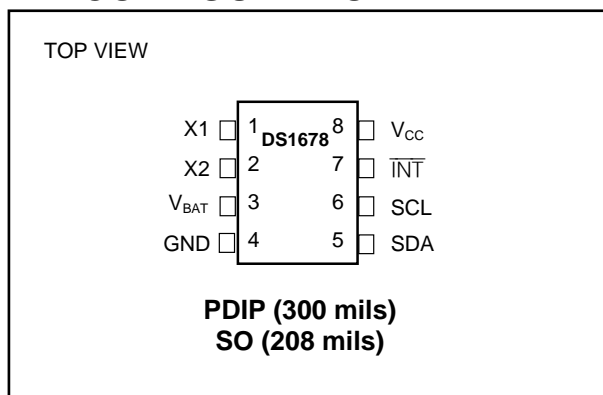 TOP VIEW
X1 1 DS1678 8 VCC
X2 2 7 INT
VBAT 3 6 SCL
GND 4 5 SDA
PDIP (300 mils)
SO (208 mils)